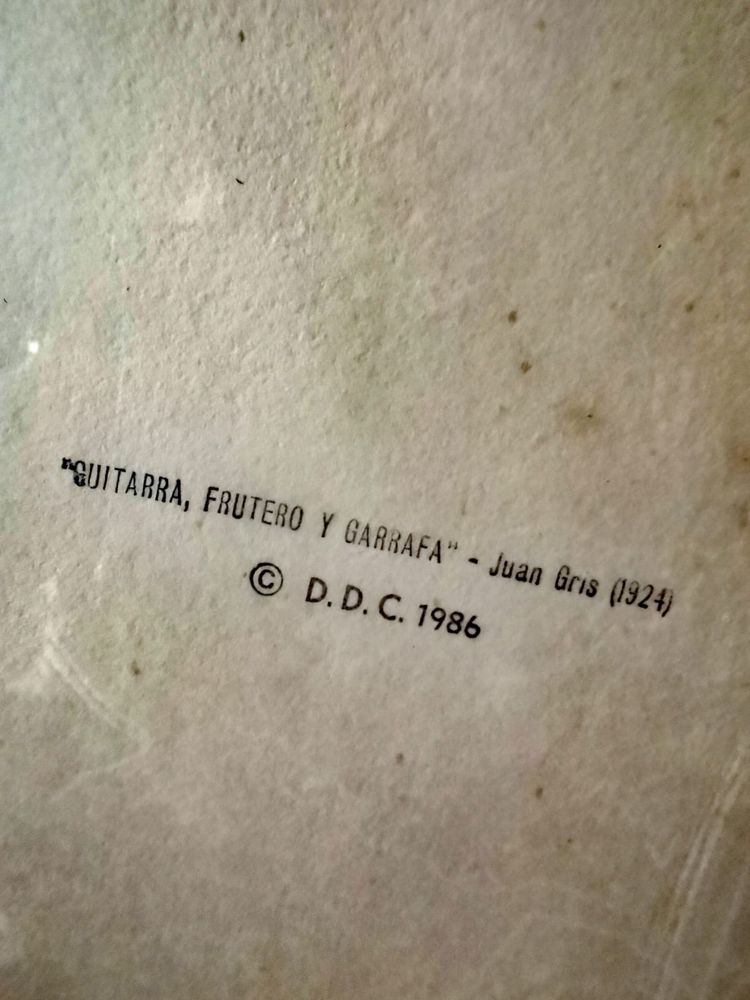 "GUITARRA, FRUTERO Y GARRAFA" - Juan Gris (1924)
© D. D. C. 1986